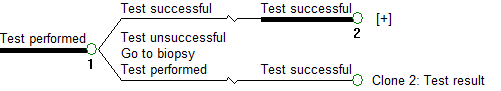 Test successful
Test successful
[+]
2
Test performed
1
Test unsuccessful
Go to biopsy
Test performed
Test successful
Clone 2: Test result